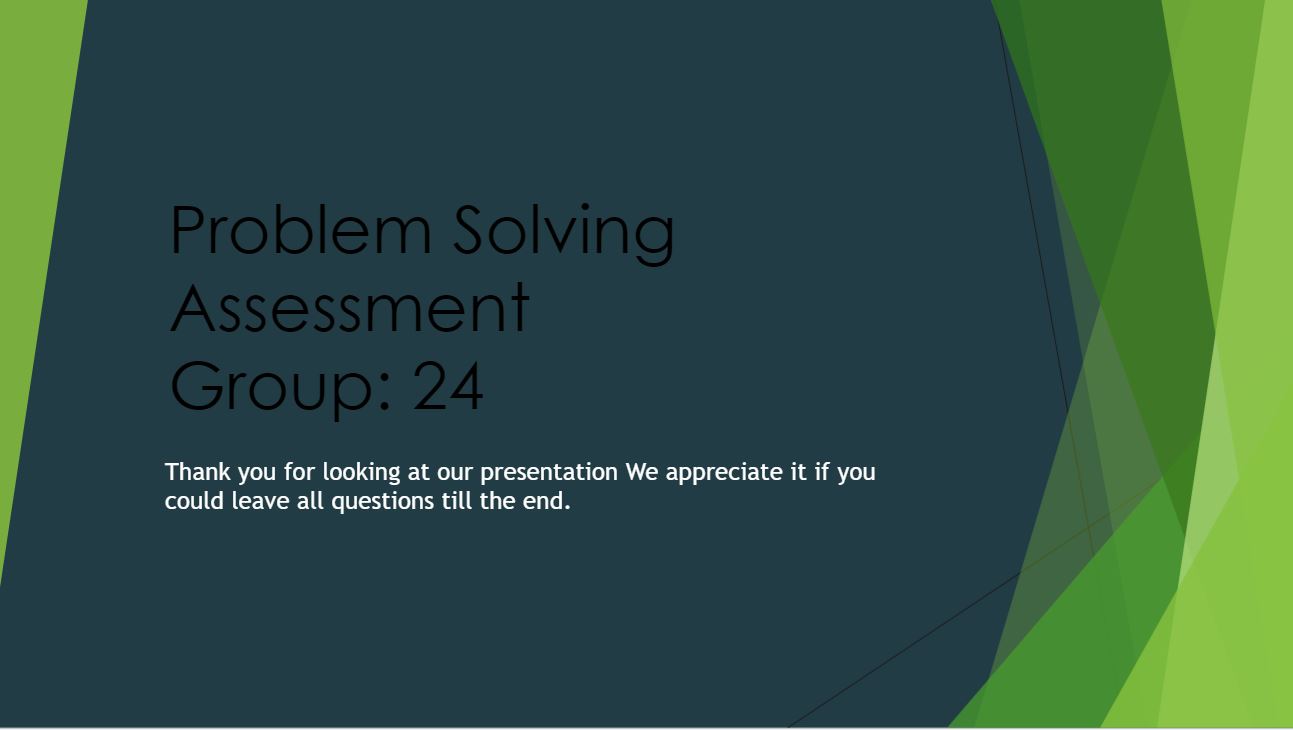 Problem Solving
Assessment
Group: 24
Thank you for looking at our presentation We appreciate it if you
could leave all questions till the end.